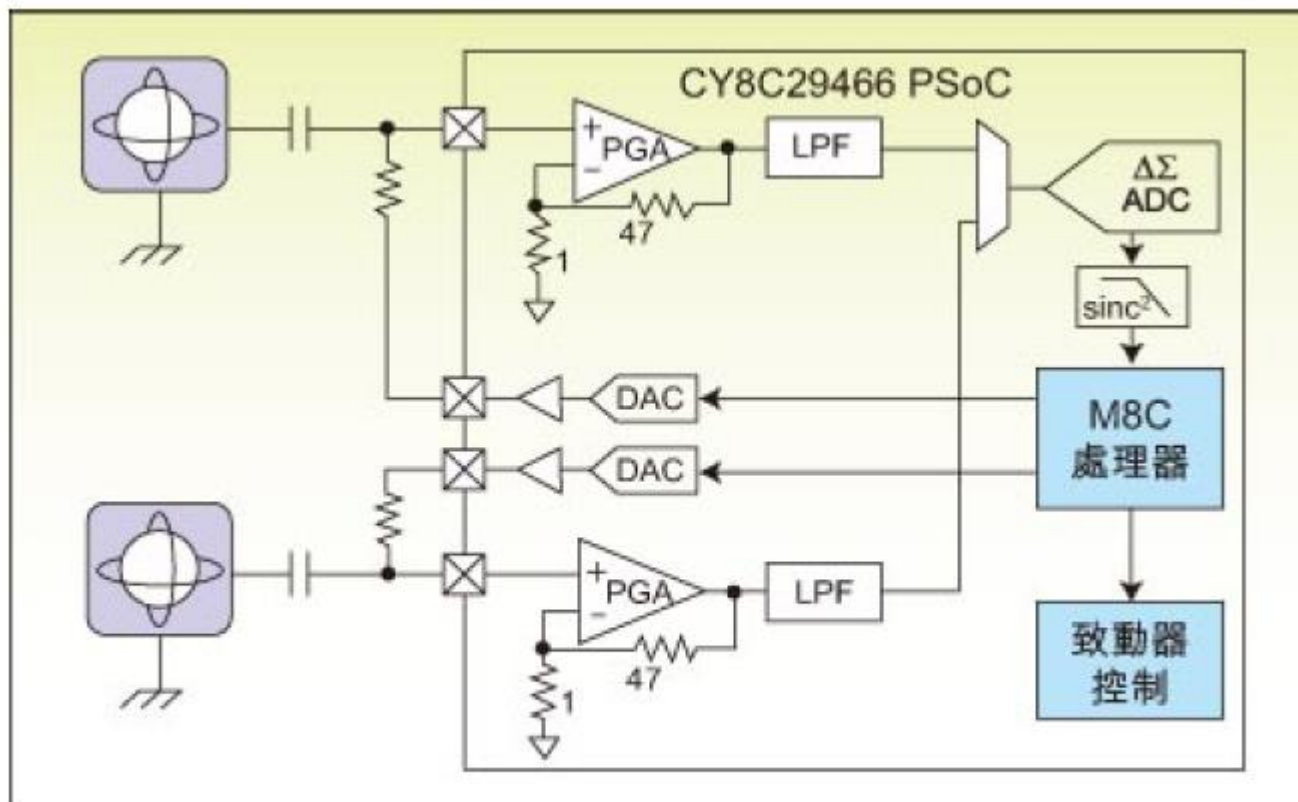 CY8C29466 PSoC
+
PGA
−
47
1
LPF
ΔΣ
ADC
sinc²
DAC
M8C
處理器
DAC
+
PGA
−
47
1
LPF
致動器
控制